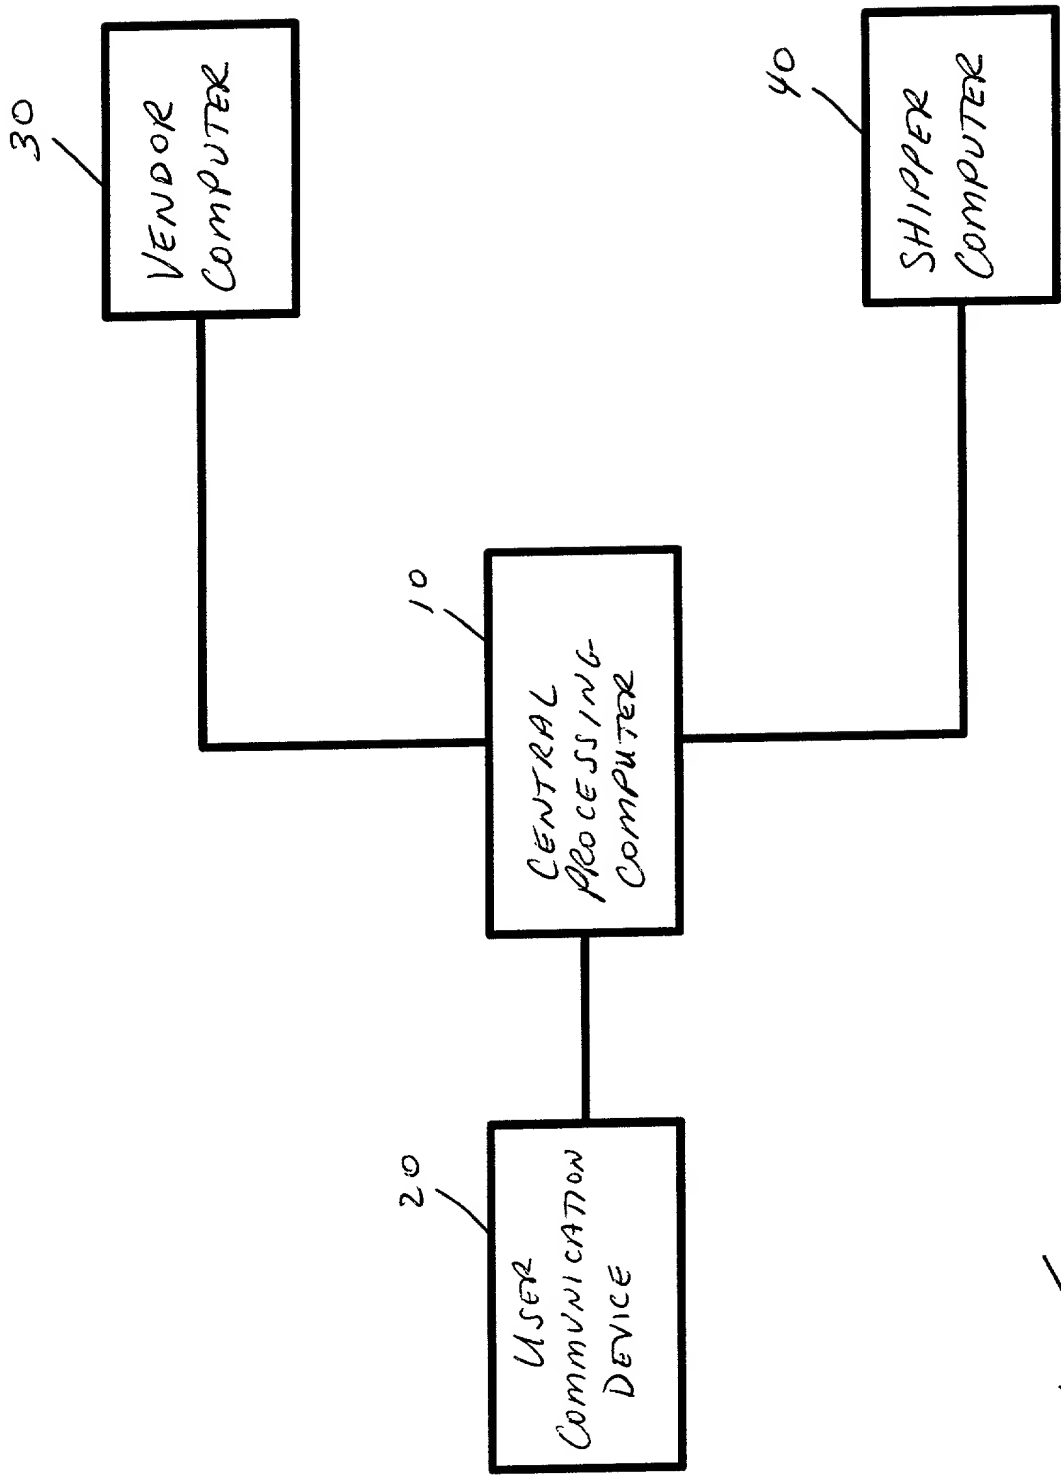 30
VENDOR
COMPUTER
10
CENTRAL
PROCESSING
COMPUTER
20
USER
COMMUNICATION
DEVICE
40
SHIPPER
COMPUTER